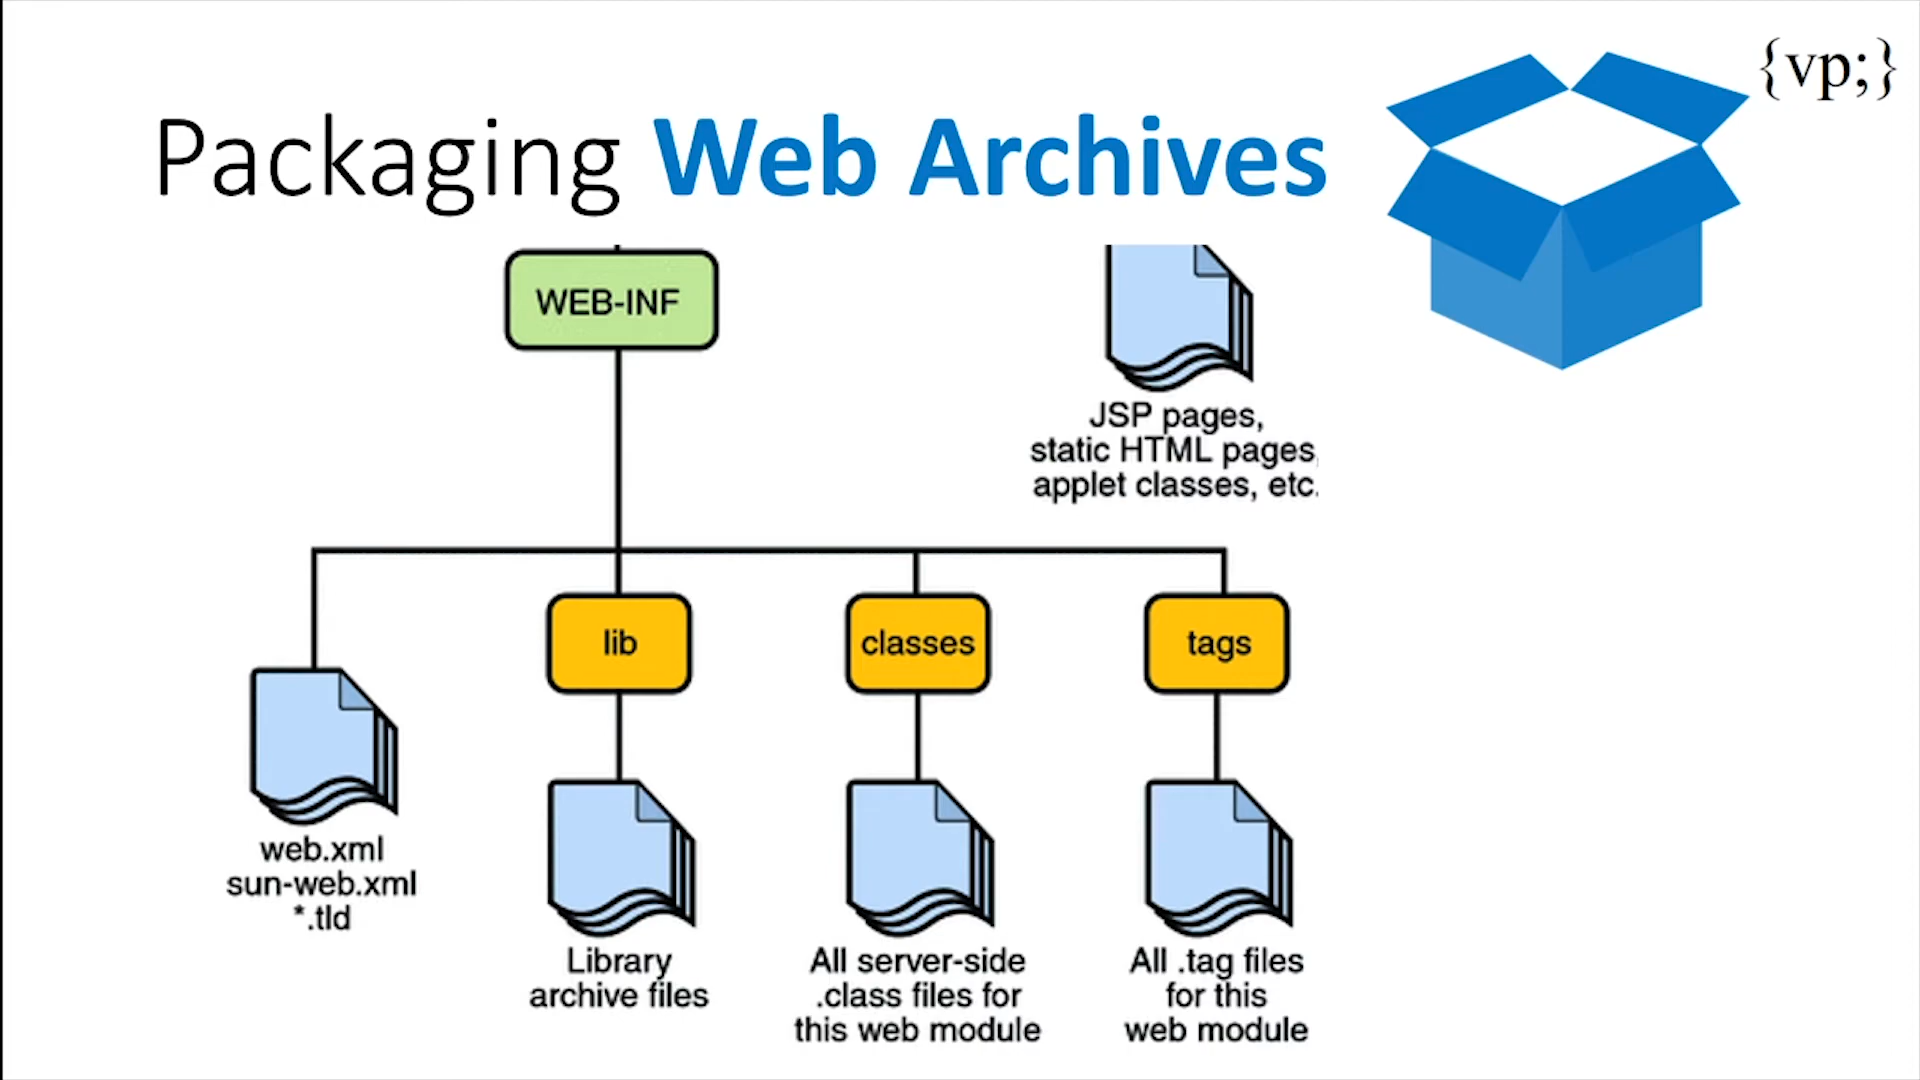 {vp;}
Packaging Web Archives
WEB-INF
JSP pages,
static HTML pages,
applet classes, etc.
lib
classes
tags
web.xml
sun-web.xml
*.tld
Library
archive files
All server-side
.class files for
this web module
All .tag files
for this
web module